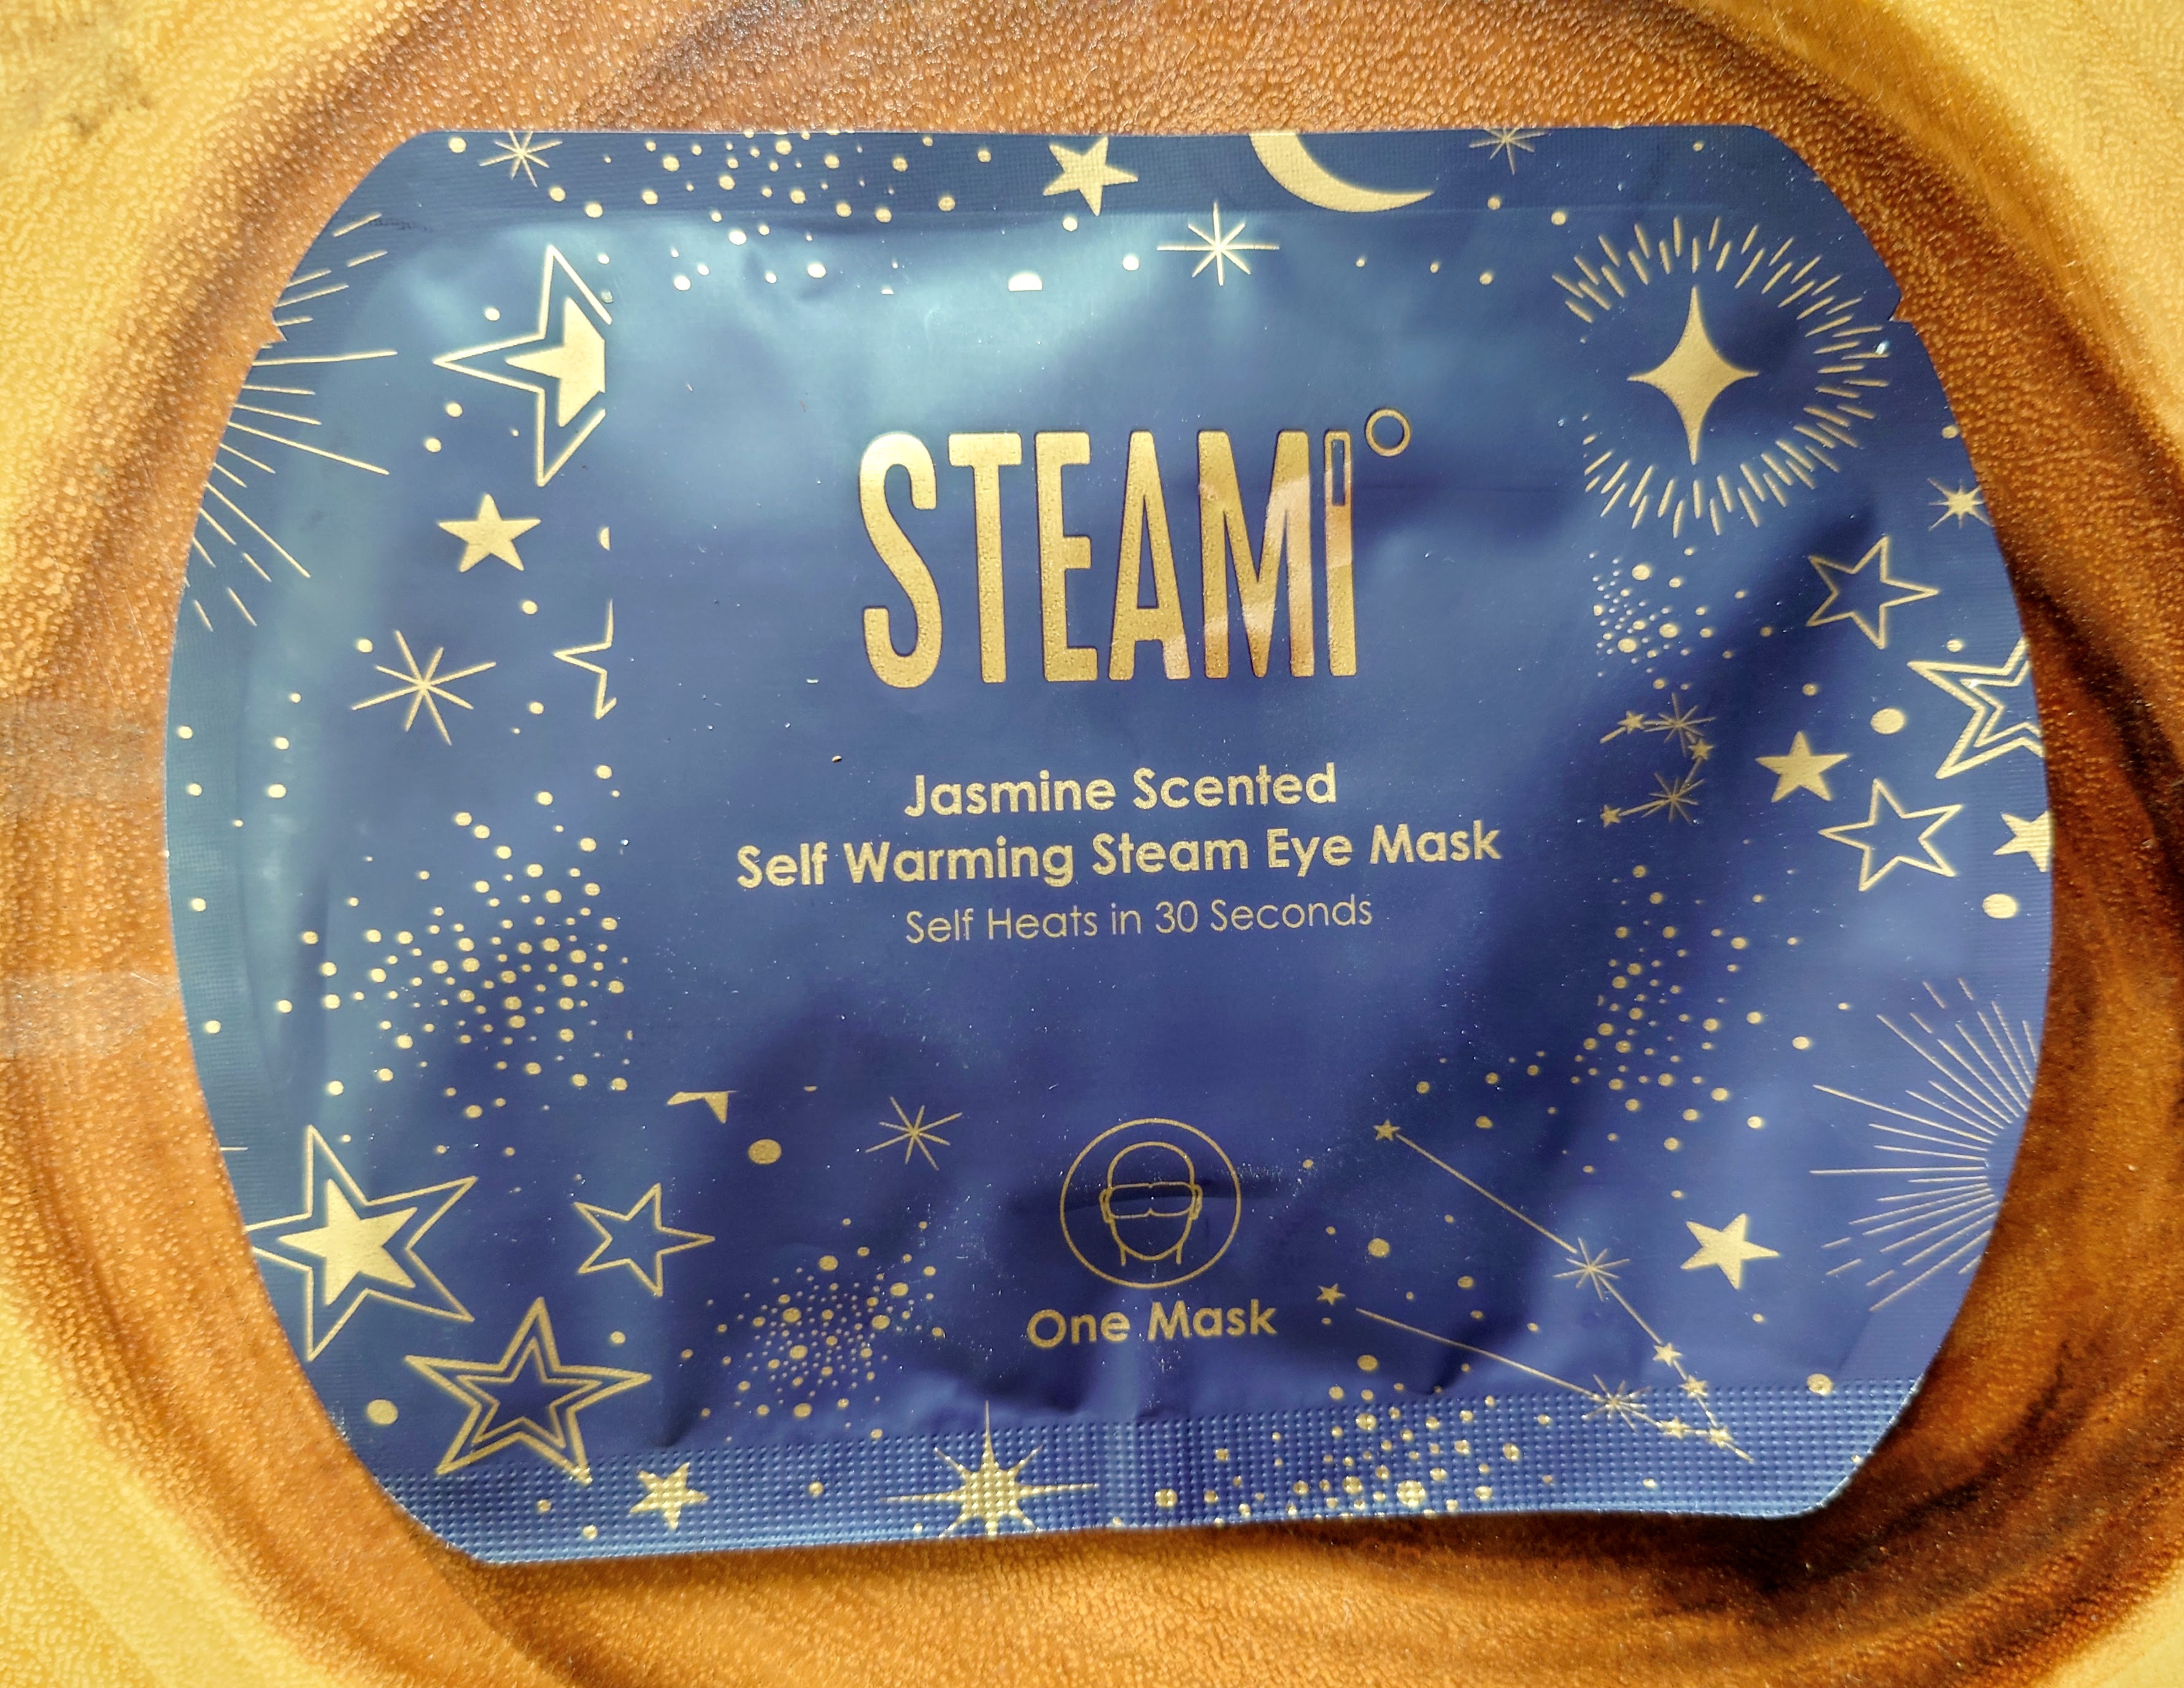 STEAMI°
Jasmine Scented
Self Warming Steam Eye Mask
Self Heats in 30 Seconds
One Mask